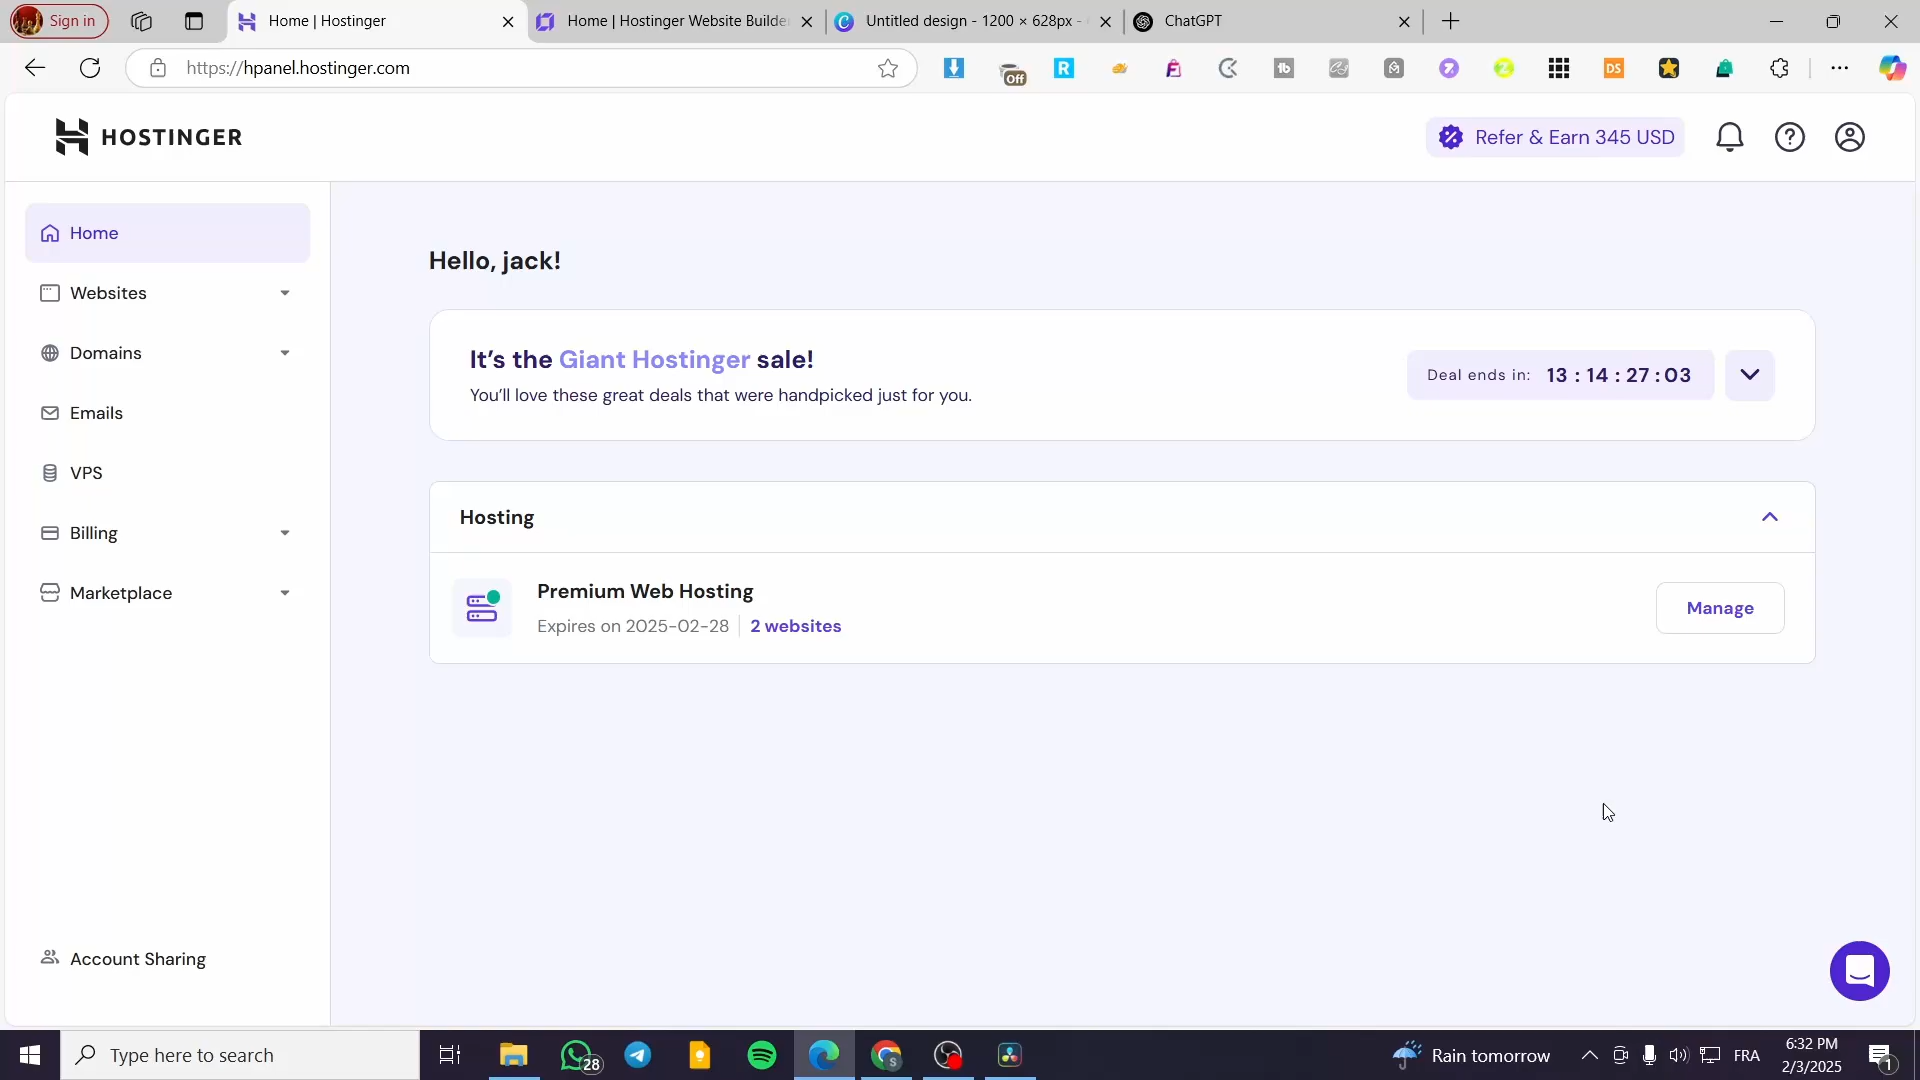 Sign in
Home | Hostinger
Home | Hostinger Website Builde
Untitled design - 1200 × 628px -
ChatGPT
https://hpanel.hostinger.com
Off
R
tb
DS
HOSTINGER
Refer & Earn 345 USD
Home
Websites
Domains
Emails
VPS
Billing
Marketplace
Account Sharing
Hello, jack!
It's the Giant Hostinger sale!
You'll love these great deals that were handpicked just for you.
Deal ends in: 13 : 14 : 27 : 03
Hosting
Premium Web Hosting
Expires on 2025-02-28
2 websites
Manage
Type here to search
28
Rain tomorrow
FRA
6:32 PM
2/3/2025
1